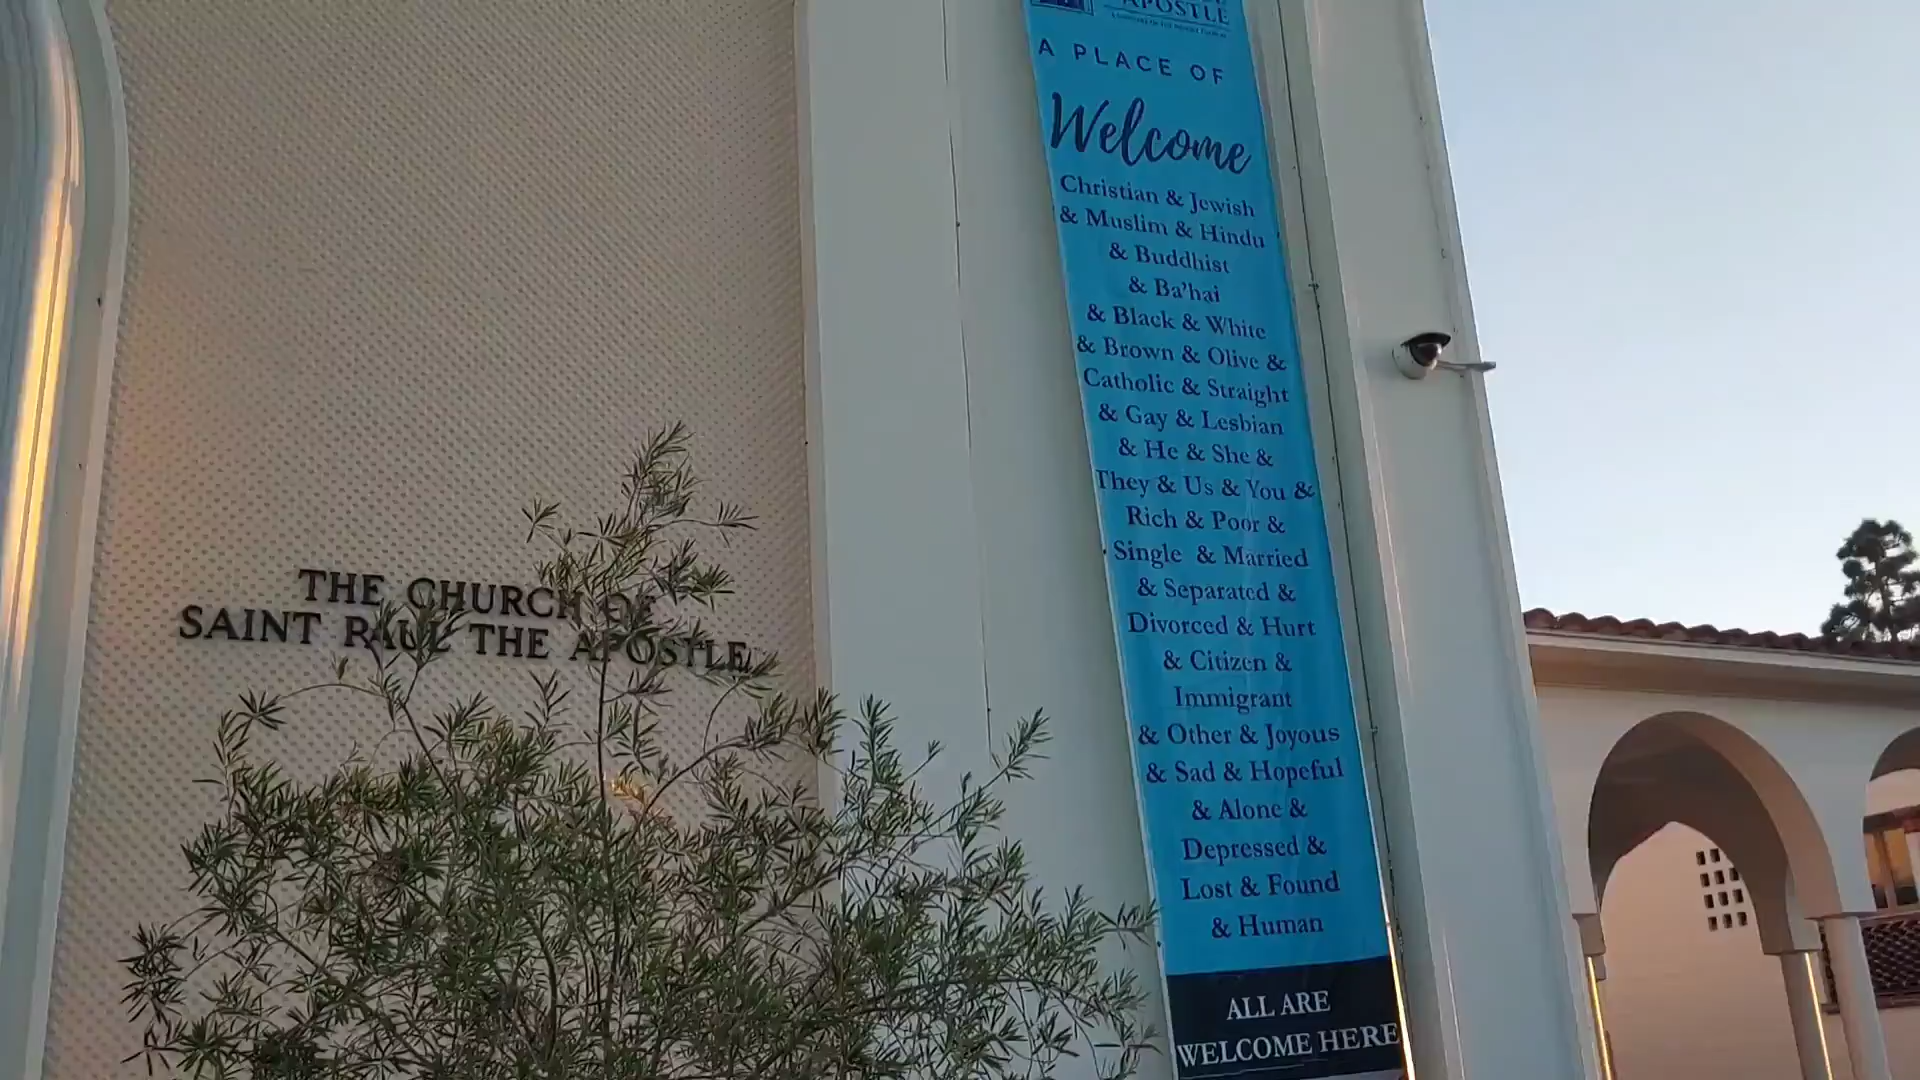 THE CHURCH OF
SAINT PAUL THE APOSTLE
APOSTLE
A PLACE OF
Welcome
Christian & Jewish
& Muslim & Hindu
& Buddhist
& Ba'hai
& Black & White
& Brown & Olive &
Catholic & Straight
& Gay & Lesbian
& He & She &
They & Us & You &
Rich & Poor &
Single & Married
& Separated &
Divorced & Hurt
& Citizen &
Immigrant
& Other & Joyous
& Sad & Hopeful
& Alone &
Depressed &
Lost & Found
& Human
ALL ARE
WELCOME HERE